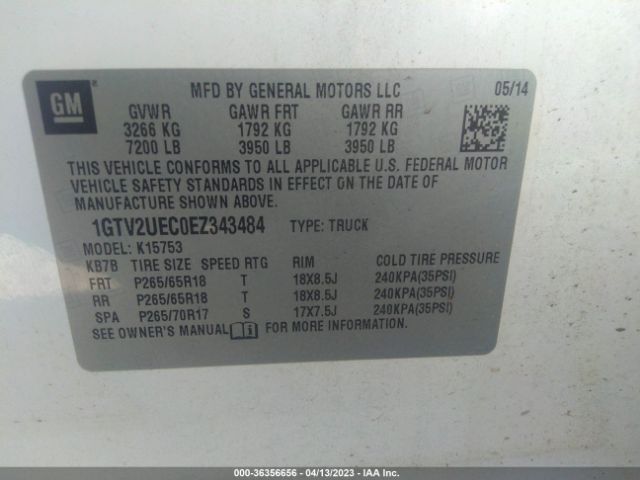 GM
MFD BY GENERAL MOTORS LLC 05/14
GVWR GAWR FRT GAWR RR
3266 KG 1792 KG 1792 KG
7200 LB 3950 LB 3950 LB
THIS VEHICLE CONFORMS TO ALL APPLICABLE U.S. FEDERAL MOTOR
VEHICLE SAFETY STANDARDS IN EFFECT ON THE DATE OF
MANUFACTURE SHOWN ABOVE.
1GTV2UEC0EZ343484 TYPE: TRUCK
MODEL: K15753
KB7B TIRE SIZE SPEED RTG RIM COLD TIRE PRESSURE
FRT P265/65R18 T 18X8.5J 240KPA(35PSI)
RR P265/65R18 T 18X8.5J 240KPA(35PSI)
SPA P265/70R17 S 17X7.5J 240KPA(35PSI)
SEE OWNER'S MANUAL FOR MORE INFORMATION.
000-36356656 - 04/13/2023 - IAA Inc.